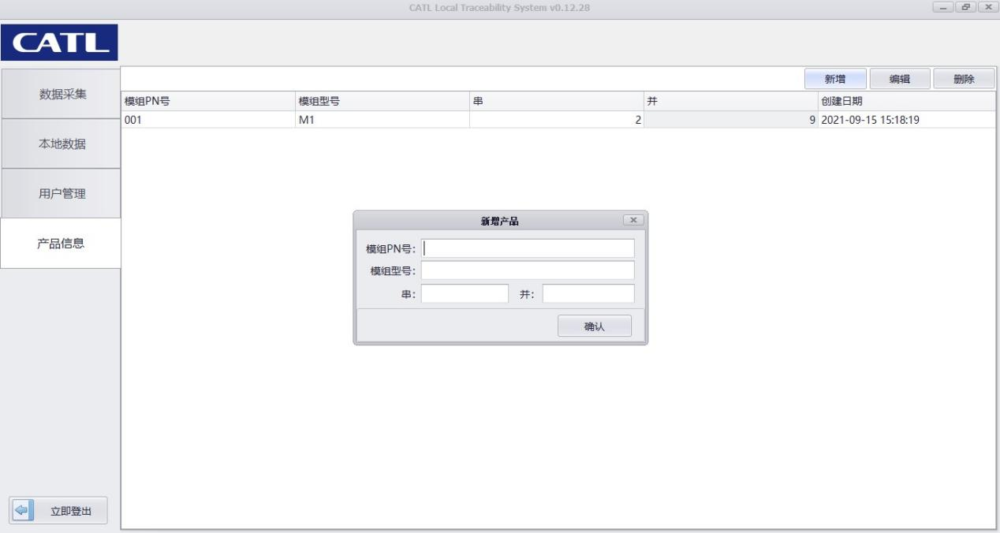 CATL Local Traceability System v0.12.28
CATL
数据采集
本地数据
用户管理
产品信息
立即登出
新增 编辑 删除
模组PN号 模组型号 串 并 创建日期
001 M1 2 9 2021-09-15 15:18:19
新增产品
模组PN号:
模组型号:
串: 并:
确认